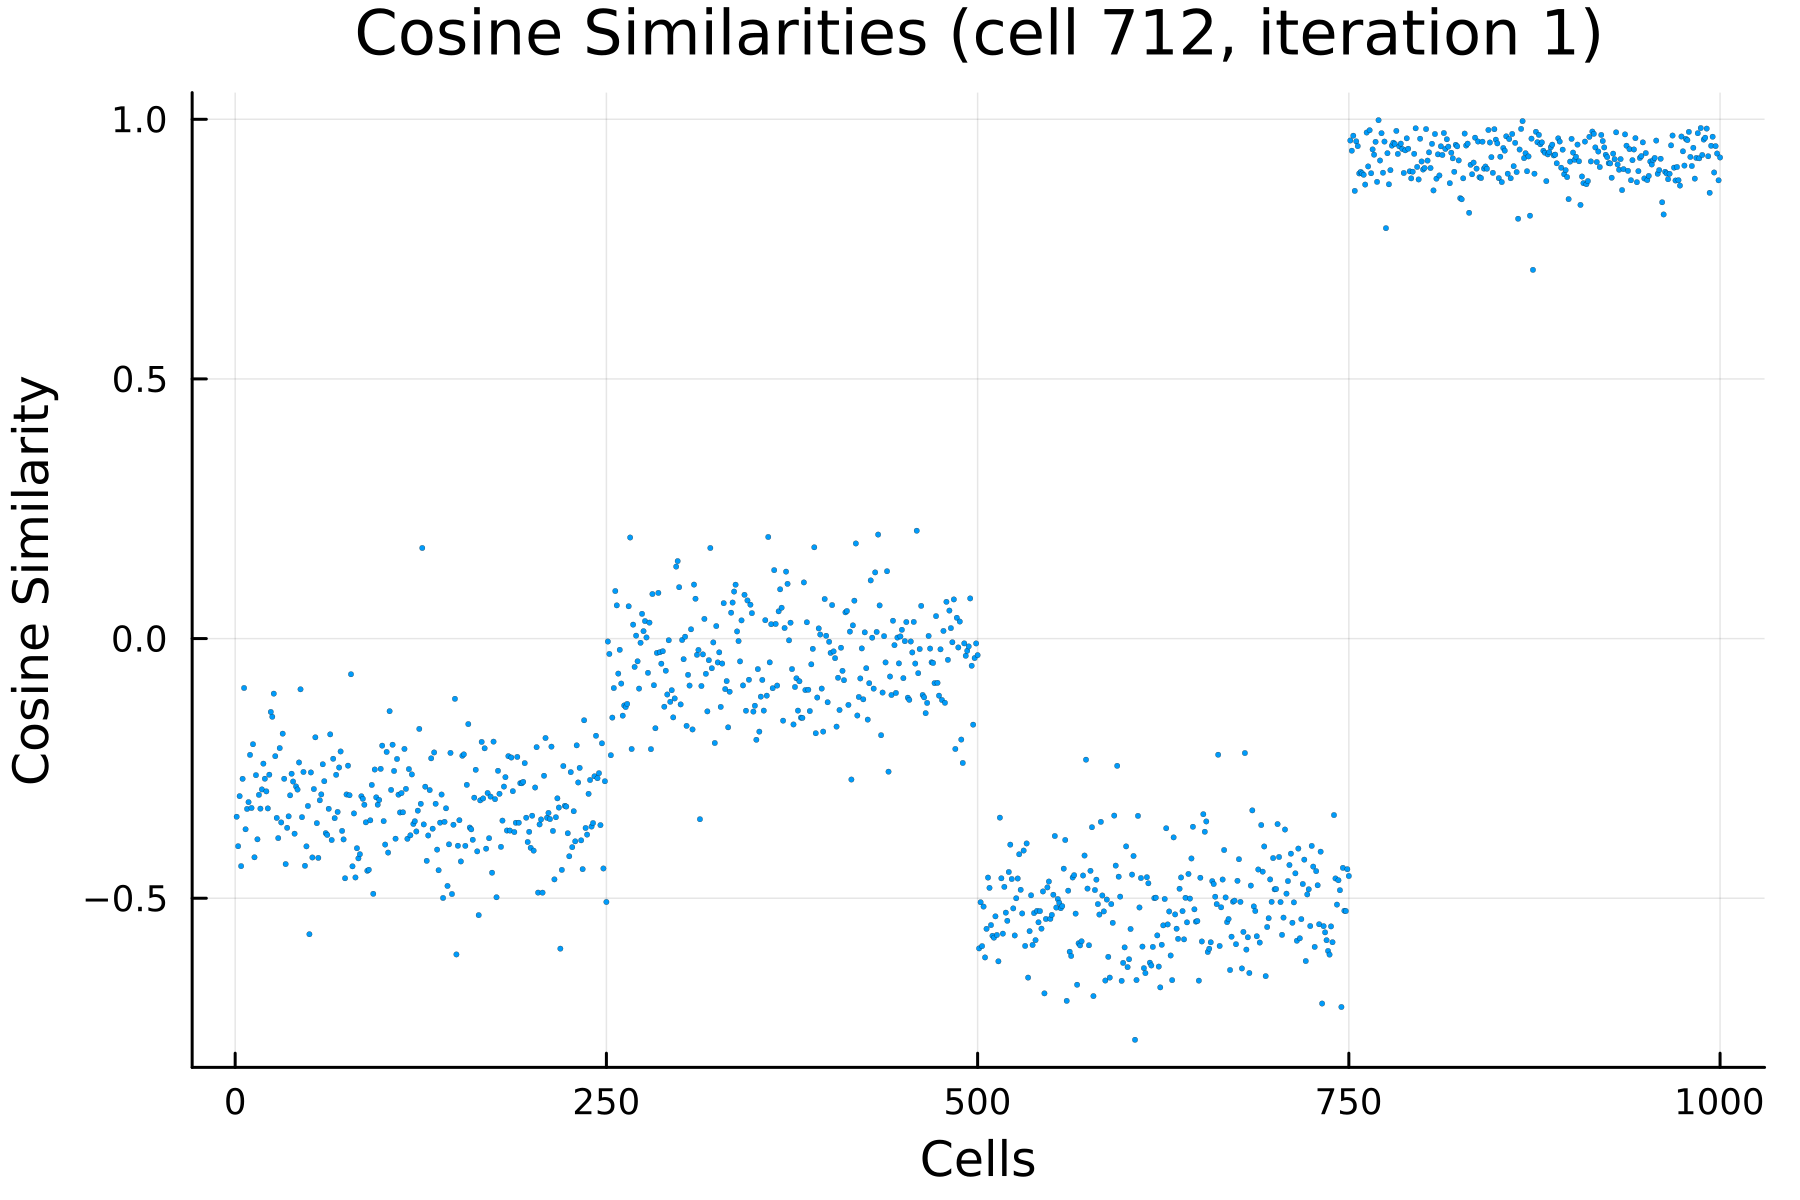 Cosine Similarities (cell 712, iteration 1)
1.0
0.5
0.0
−0.5
Cosine Similarity
0 250 500 750 1000
Cells